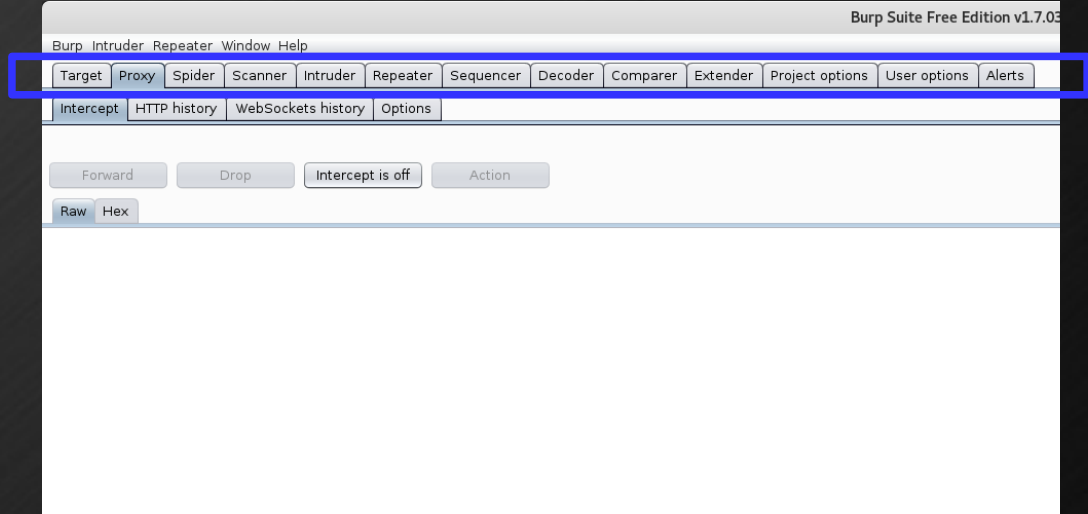 Burp Suite Free Edition v1.7.03
Burp Intruder Repeater Window Help
Target Proxy Spider Scanner Intruder Repeater Sequencer Decoder Comparer Extender Project options User options Alerts
Intercept HTTP history WebSockets history Options
Forward Drop Intercept is off Action
Raw Hex